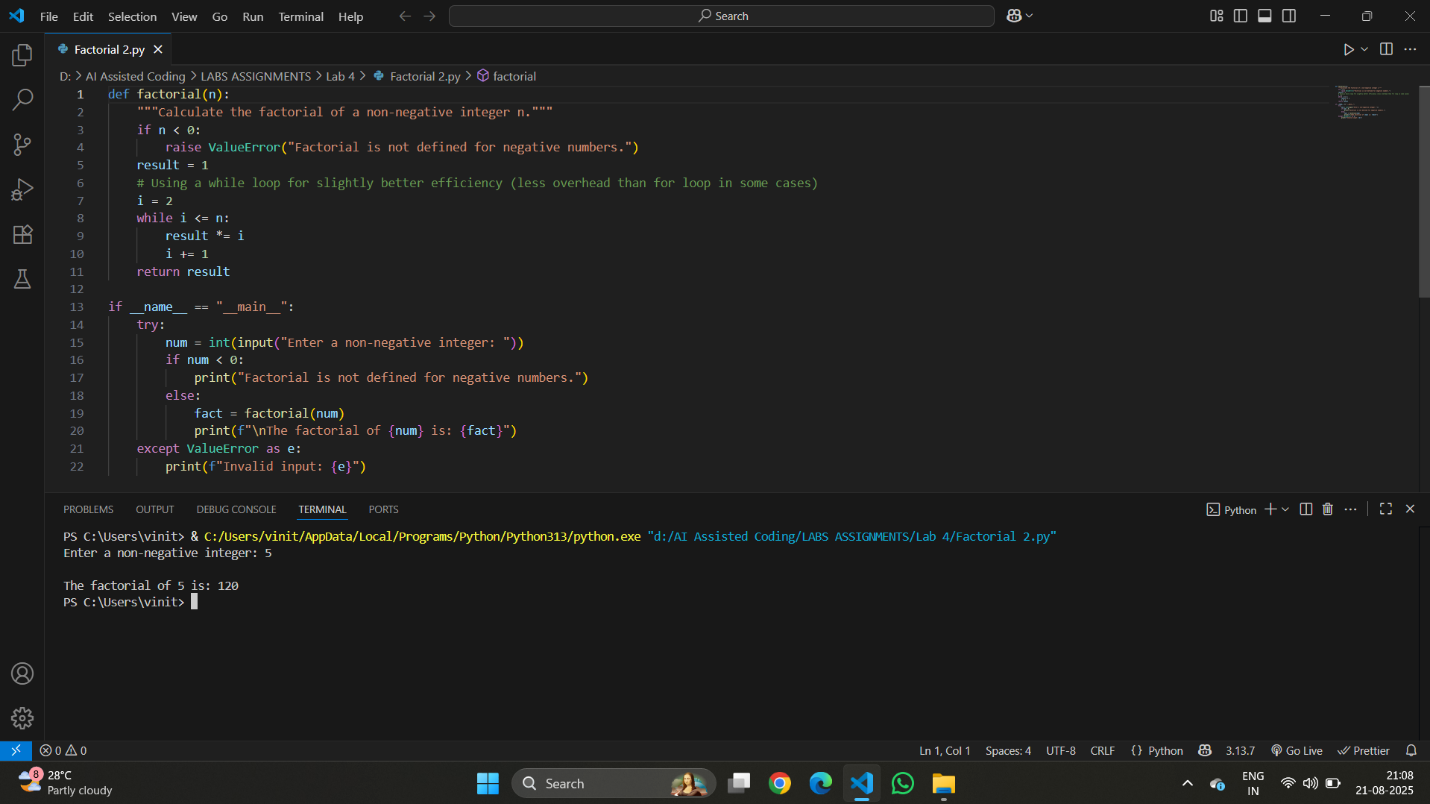 File Edit Selection View Go Run Terminal Help
Search
Factorial 2.py
D: > AI Assisted Coding > LABS ASSIGNMENTS > Lab 4 > Factorial 2.py > factorial
1 def factorial(n):
2     """Calculate the factorial of a non-negative integer n."""
3     if n < 0:
4         raise ValueError("Factorial is not defined for negative numbers.")
5     result = 1
6     # Using a while loop for slightly better efficiency (less overhead than for loop in some cases)
7     i = 2
8     while i <= n:
9         result *= i
10         i += 1
11     return result
12
13 if __name__ == "__main__":
14     try:
15         num = int(input("Enter a non-negative integer: "))
16         if num < 0:
17             print("Factorial is not defined for negative numbers.")
18         else:
19             fact = factorial(num)
20             print(f"\nThe factorial of {num} is: {fact}")
21     except ValueError as e:
22         print(f"Invalid input: {e}")
PROBLEMS OUTPUT DEBUG CONSOLE TERMINAL PORTS
Python
PS C:\Users\vinit> & C:/Users/vinit/AppData/Local/Programs/Python/Python313/python.exe "d:/AI Assisted Coding/LABS ASSIGNMENTS/Lab 4/Factorial 2.py"
Enter a non-negative integer: 5
The factorial of 5 is: 120
PS C:\Users\vinit>
0 0 Ln 1, Col 1 Spaces: 4 UTF-8 CRLF {} Python 3.13.7 Go Live Prettier
8 28°C
Partly cloudy
Search
ENG
IN
21:08
21-08-2025